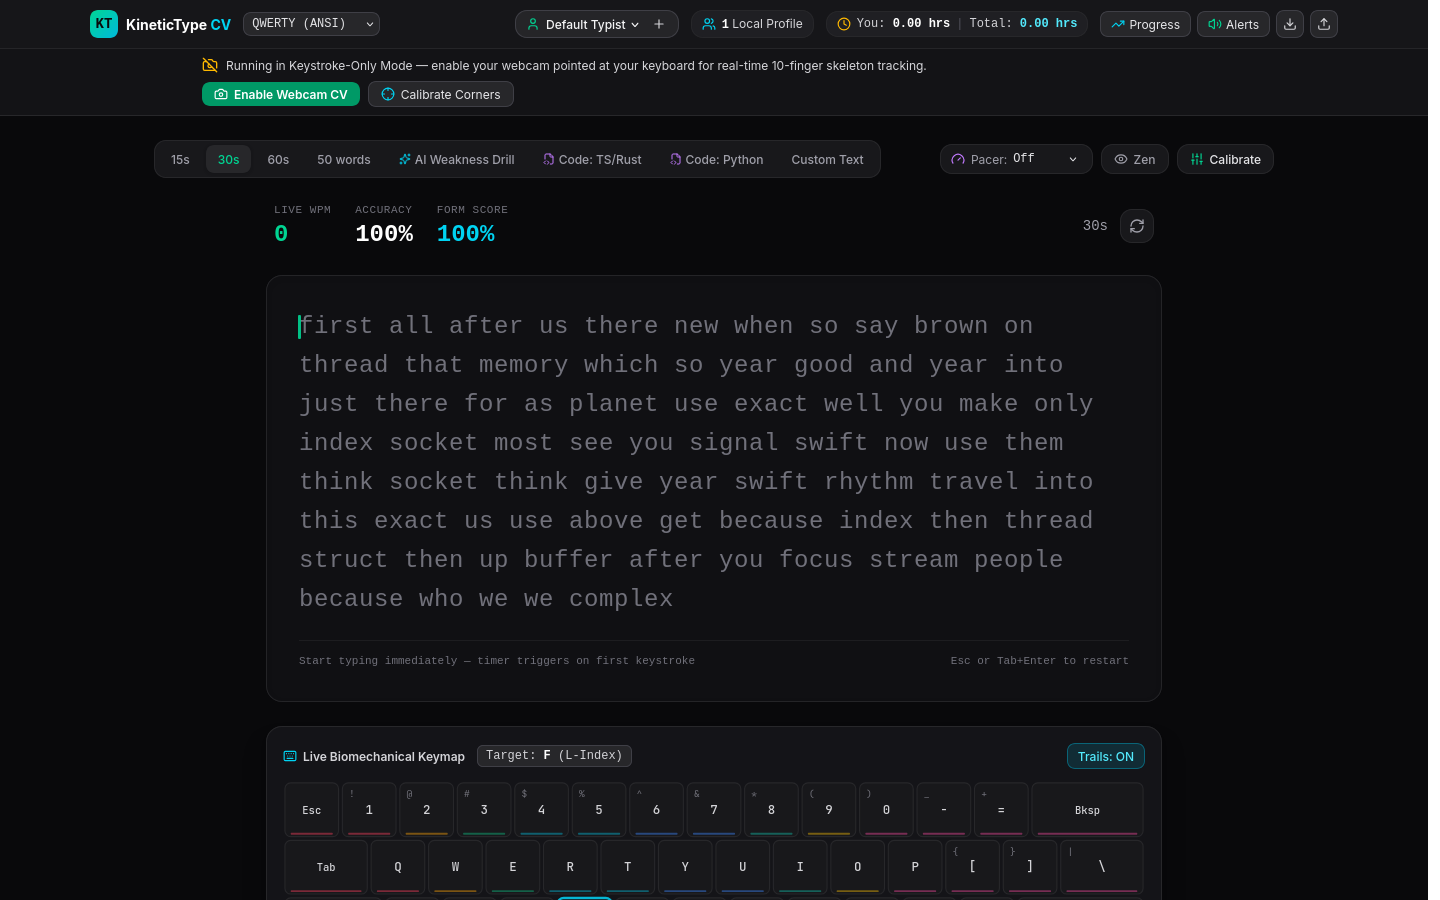 KT KineticType CV QWERTY (ANSI) Default Typist 1 Local Profile You: 0.00 hrs | Total: 0.00 hrs Progress Alerts
Running in Keystroke-Only Mode — enable your webcam pointed at your keyboard for real-time 10-finger skeleton tracking.
Enable Webcam CV Calibrate Corners
15s 30s 60s 50 words AI Weakness Drill Code: TS/Rust Code: Python Custom Text Pacer: Off Zen Calibrate
LIVE WPM ACCURACY FORM SCORE
0 100% 100% 30s
first all after us there new when so say brown on
thread that memory which so year good and year into
just there for as planet use exact well you make only
index socket most see you signal swift now use them
think socket think give year swift rhythm travel into
this exact us use above get because index then thread
struct then up buffer after you focus stream people
because who we we complex
Start typing immediately — timer triggers on first keystroke Esc or Tab+Enter to restart
Live Biomechanical Keymap Target: F (L-Index) Trails: ON
! @ # $ % ^ & * ( ) _ +
Esc 1 2 3 4 5 6 7 8 9 0 - = Bksp
{ } |
Tab Q W E R T Y U I O P [ ] \